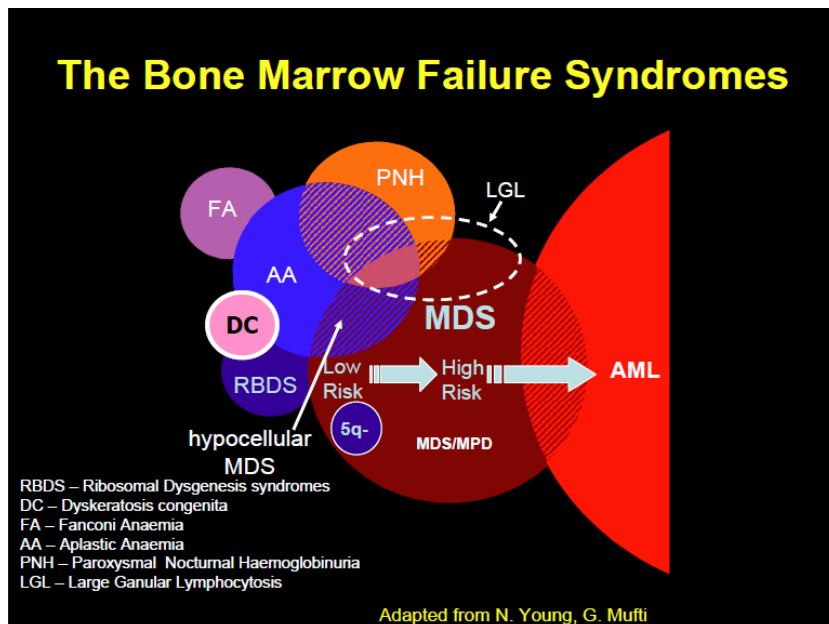 The Bone Marrow Failure Syndromes
PNH
LGL
FA
AA
DC
MDS
RBDS
Low
Risk
High
Risk
AML
5q-
MDS/MPD
hypocellular
MDS
RBDS – Ribosomal Dysgenesis syndromes
DC – Dyskeratosis congenita
FA – Fanconi Anaemia
AA – Aplastic Anaemia
PNH – Paroxysmal Nocturnal Haemoglobinuria
LGL – Large Ganular Lymphocytosis
Adapted from N. Young, G. Mufti